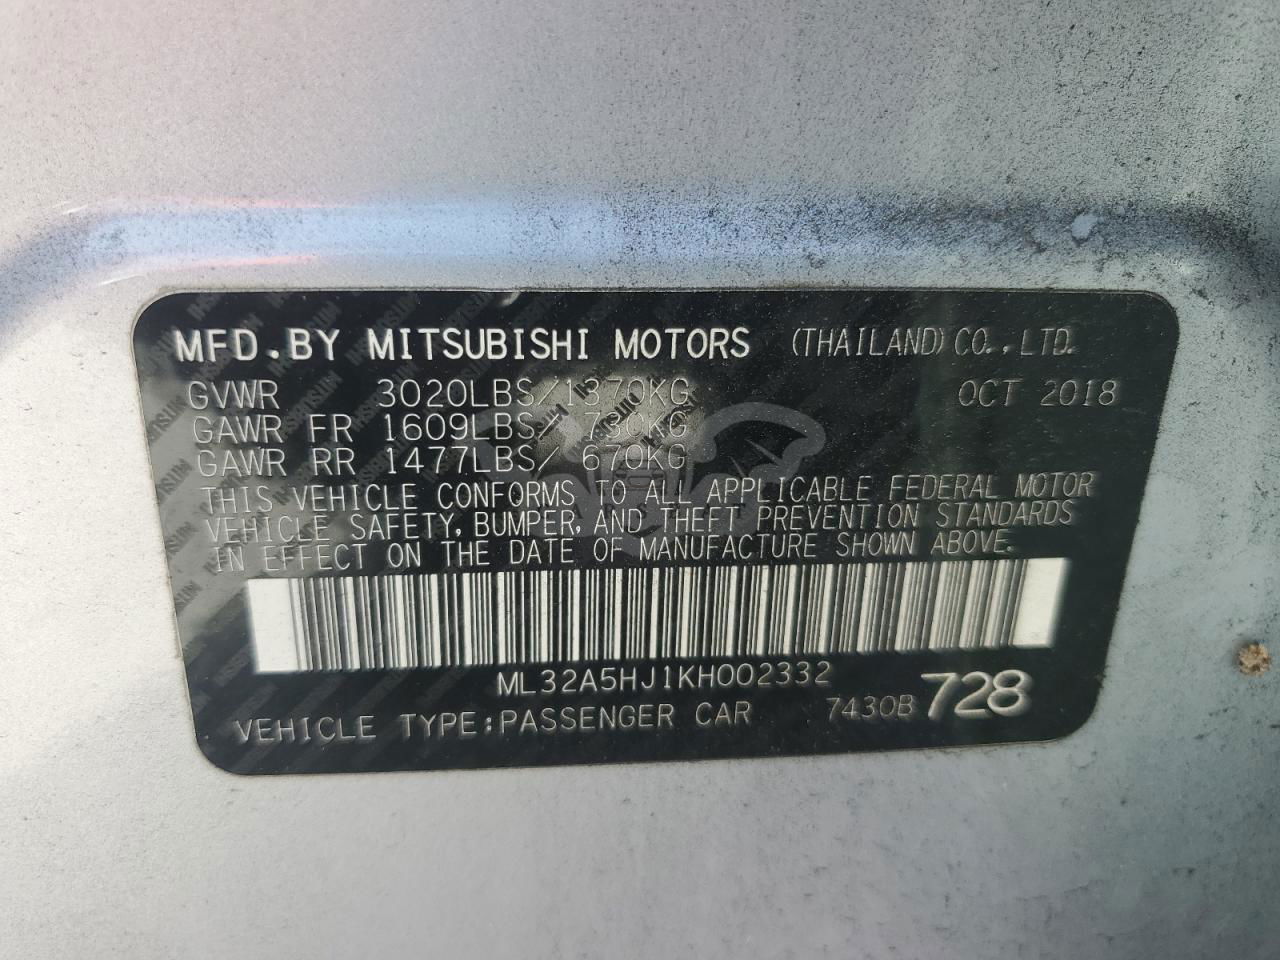 MFD.BY MITSUBISHI MOTORS (THAILAND) CO., LTD.
GVWR 3020LBS/1370KG OCT 2018
GAWR FR 1609LBS/ 730KG
GAWR RR 1477LBS/ 670KG
THIS VEHICLE CONFORMS TO ALL APPLICABLE FEDERAL MOTOR
VEHICLE SAFETY, BUMPER, AND THEFT PREVENTION STANDARDS
IN EFFECT ON THE DATE OF MANUFACTURE SHOWN ABOVE.
ML32A5HJ1KH002332
VEHICLE TYPE:PASSENGER CAR 7430B 728